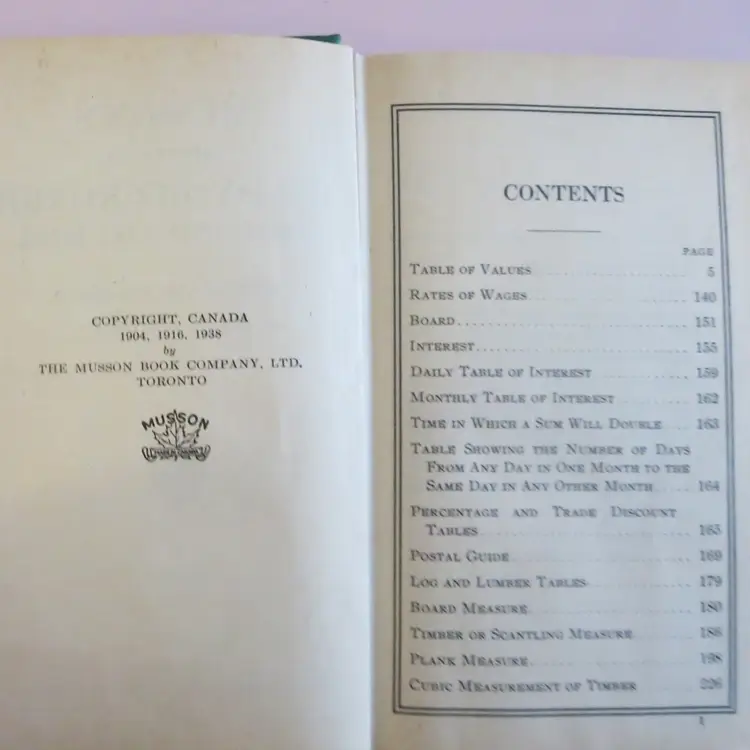 COPYRIGHT, CANADA
1904, 1916, 1938
by
THE MUSSON BOOK COMPANY, LTD.
TORONTO
MUSSON
CONTENTS
PAGE
TABLE OF VALUES 5
RATES OF WAGES 140
BOARD 151
INTEREST 155
DAILY TABLE OF INTEREST 159
MONTHLY TABLE OF INTEREST 162
TIME IN WHICH A SUM WILL DOUBLE 163
TABLE SHOWING THE NUMBER OF DAYS
FROM ANY DAY IN ONE MONTH TO THE
SAME DAY IN ANY OTHER MONTH 164
PERCENTAGE AND TRADE DISCOUNT
TABLES 165
POSTAL GUIDE 169
LOG AND LUMBER TABLES 179
BOARD MEASURE 180
TIMBER OR SCANTLING MEASURE 186
PLANK MEASURE 198
CUBIC MEASUREMENT OF TIMBER 226
1